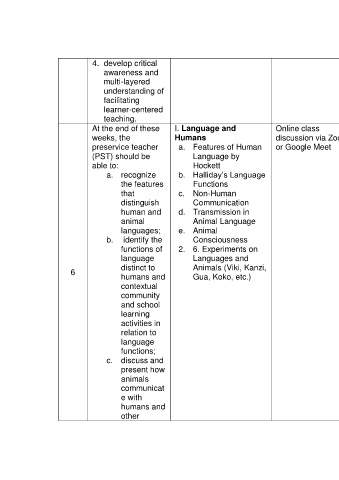 4. develop critical
awareness and
multi-layered
understanding of
facilitating
learner-centered
teaching.
6
At the end of these
weeks, the
preservice teacher
(PST) should be
able to:
a. recognize
the features
that
distinguish
human and
animal
languages;
b. identify the
functions of
language
distinct to
humans and
contextual
community
and school
learning
activities in
relation to
language
functions;
c. discuss and
present how
animals
communicat
e with
humans and
other
I. Language and
Humans
a. Features of Human
Language by
Hockett
b. Halliday's Language
Functions
c. Non-Human
Communication
d. Transmission in
Animal Language
e. Animal
Consciousness
2. 6. Experiments on
Languages and
Animals (Viki, Kanzi,
Gua, Koko, etc.)
Online class
discussion via Zoo
or Google Meet